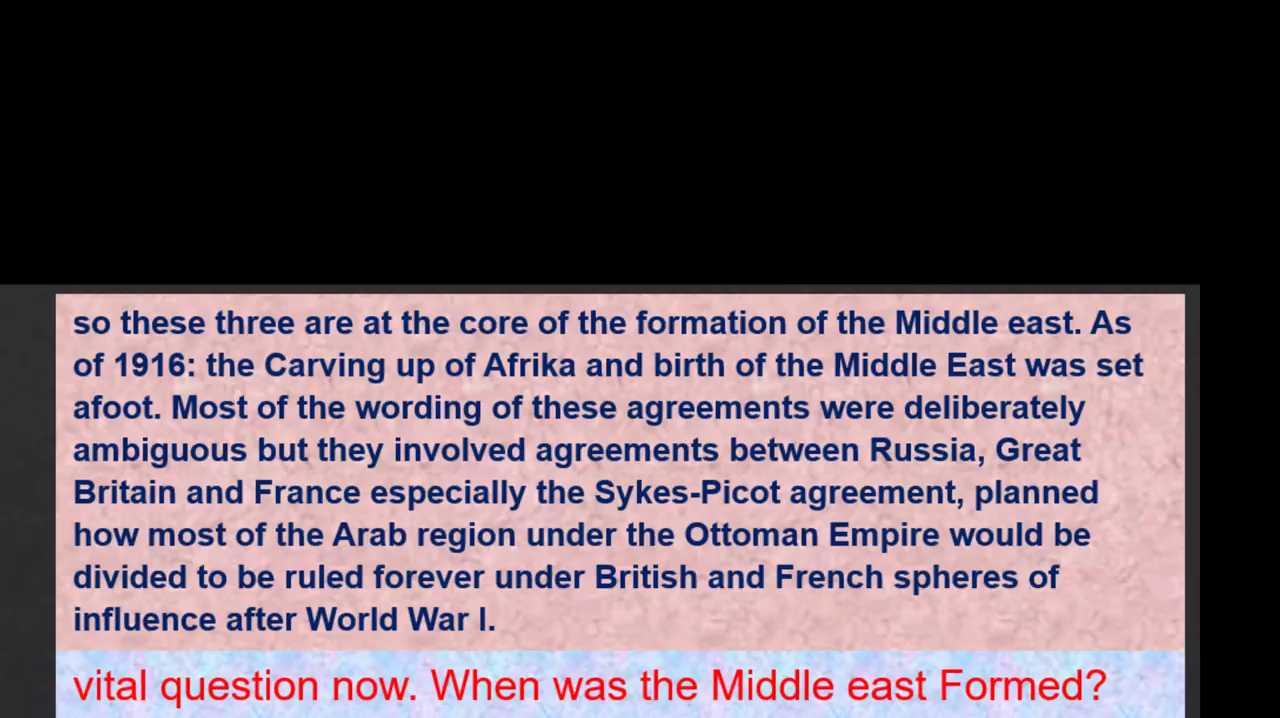 so these three are at the core of the formation of the Middle east. As
of 1916: the Carving up of Afrika and birth of the Middle East was set
afoot. Most of the wording of these agreements were deliberately
ambiguous but they involved agreements between Russia, Great
Britain and France especially the Sykes-Picot agreement, planned
how most of the Arab region under the Ottoman Empire would be
divided to be ruled forever under British and French spheres of
influence after World War I.
vital question now. When was the Middle east Formed?